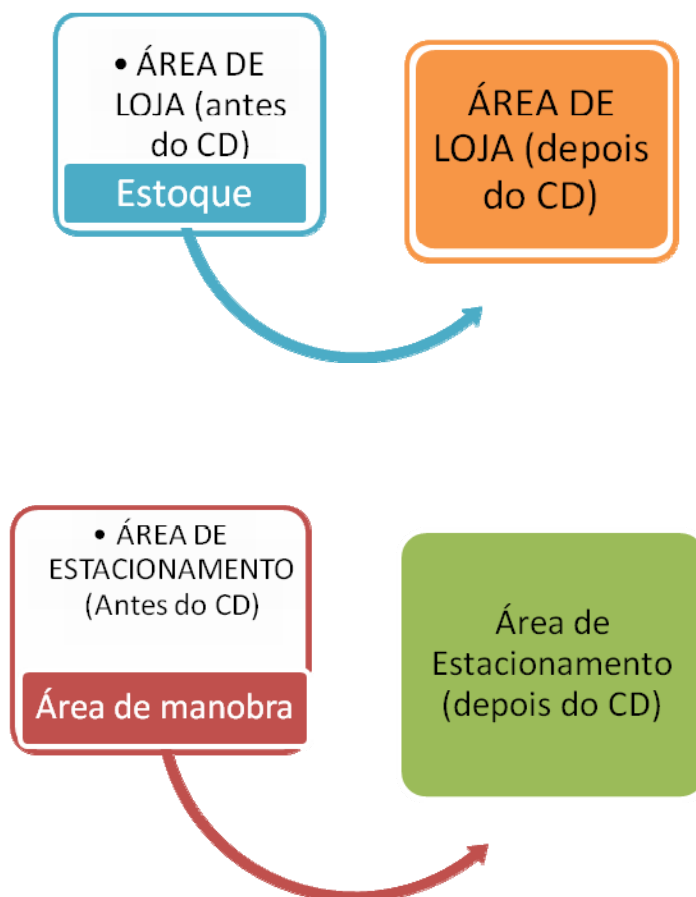 • ÁREA DE
LOJA (antes
do CD)
Estoque
ÁREA DE
LOJA (depois
do CD)
• ÁREA DE
ESTACIONAMENTO
(Antes do CD)
Área de manobra
Área de
Estacionamento
(depois do CD)